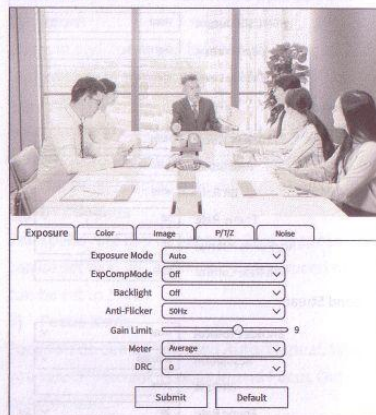 Exposure Color Image P/T/Z Noise
Exposure Mode Auto
ExpCompMode Off
Backlight Off
Anti-Flicker 50Hz
Gain Limit 9
Meter Average
DRC 0
Submit Default